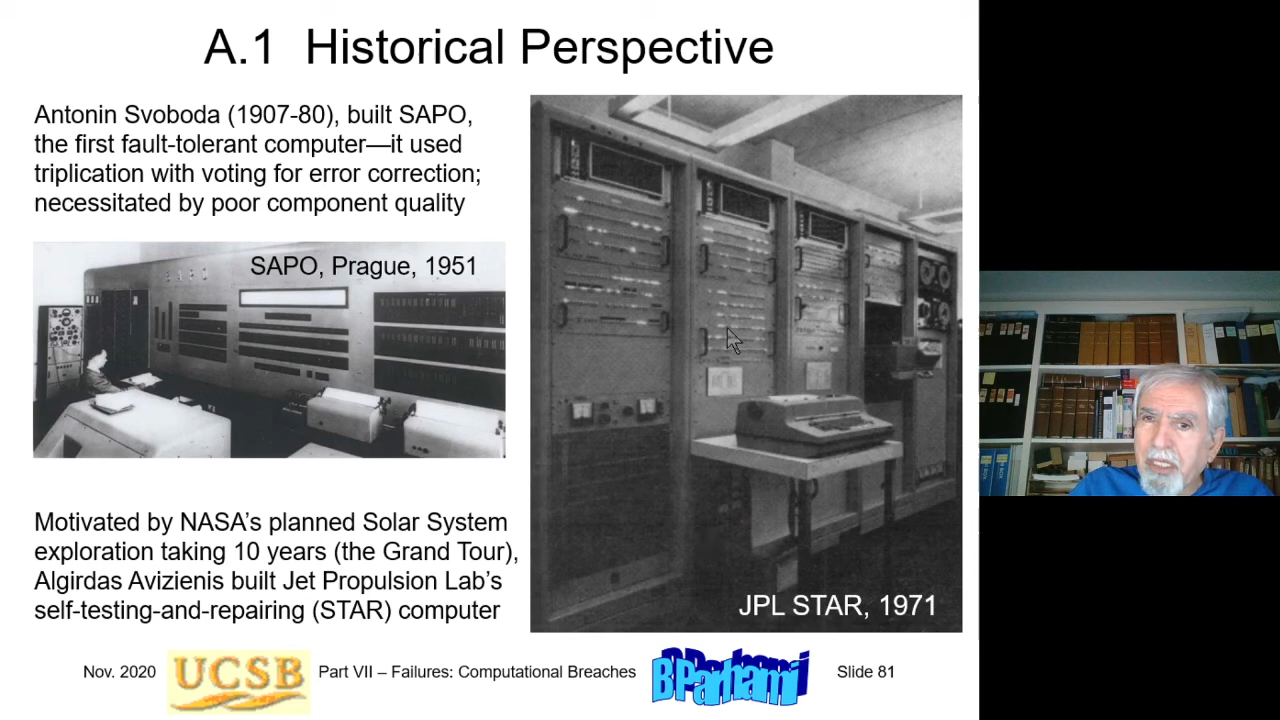 A.1 Historical Perspective
Antonin Svoboda (1907-80), built SAPO,
the first fault-tolerant computer—it used
triplication with voting for error correction;
necessitated by poor component quality
SAPO, Prague, 1951
Motivated by NASA’s planned Solar System
exploration taking 10 years (the Grand Tour),
Algirdas Avizienis built Jet Propulsion Lab’s
self-testing-and-repairing (STAR) computer
JPL STAR, 1971
Nov. 2020
UCSB
Part VII – Failures: Computational Breaches
B Parhami
Slide 81